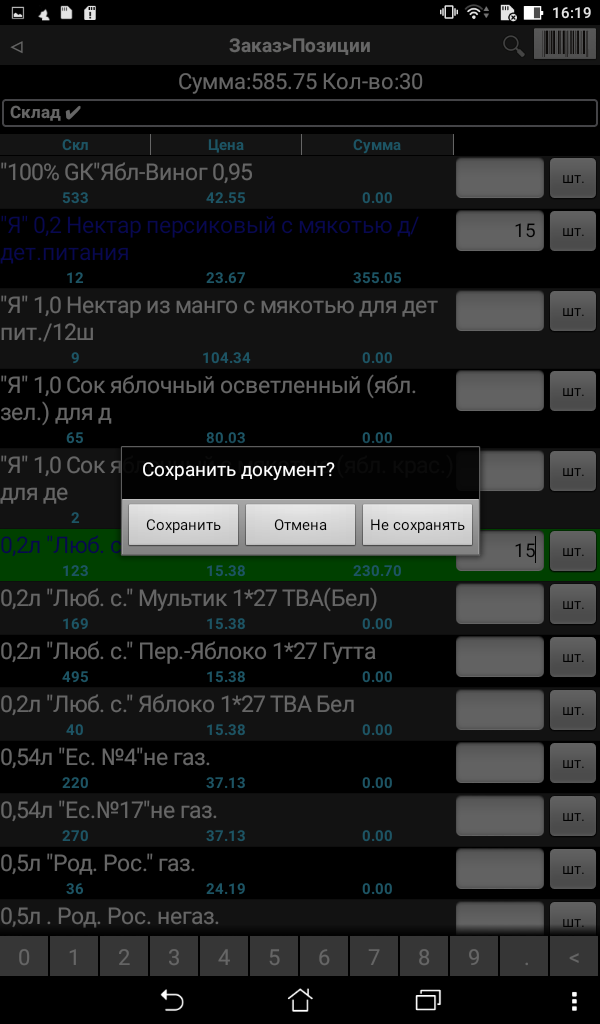 16:19
Заказ>Позиции
Сумма:585.75 Кол-во:30
Склад ✔
Скл Цена Сумма
"100% GK"Ябл-Виног 0,95
шт.
533 42.55 0.00
"Я" 0,2 Нектар персиковый с мякотью д/
дет.питания
15 шт.
12 23.67 355.05
"Я" 1,0 Нектар из манго с мякотью для дет
пит./12ш
шт.
9 104.34 0.00
"Я" 1,0 Сок яблочный осветленный (ябл.
зел.) для д
шт.
65 80.03 0.00
"Я" 1,0 Сок (ябл. крас.)
для де
шт.
2
Сохранить документ?
Сохранить Отмена Не сохранять
0,2л "Люб. с
15 шт.
123 15.38 230.70
0,2л "Люб. с." Мультик 1*27 ТВА(Бел)
шт.
169 15.38 0.00
0,2л "Люб. с." Пер.-Яблоко 1*27 Гутта
шт.
495 15.38 0.00
0,2л "Люб. с." Яблоко 1*27 ТВА Бел
шт.
40 15.38 0.00
0,54л "Ес. №4"не газ.
шт.
220 37.13 0.00
0,54л "Ес.№17"не газ.
шт.
270 37.13 0.00
0,5л "Род. Рос." газ.
шт.
36 24.19 0.00
0,5л . Род. Рос. негаз.
шт.
0 1 2 3 4 5 6 7 8 9 . <